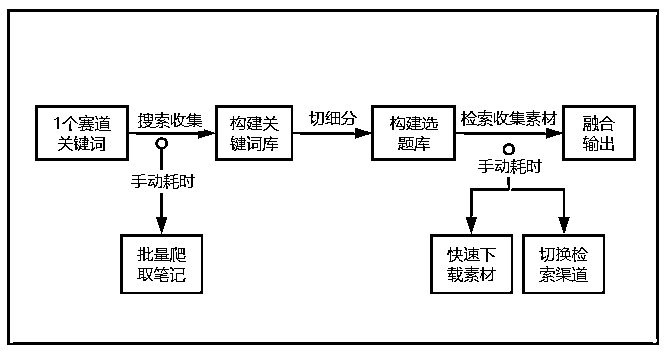 1个赛道
关键词
搜索收集
构建关
键词库
切细分
构建选
题库
检索收集素材
融合
输出
手动耗时
手动耗时
批量爬
取笔记
快速下
载素材
切换检
索渠道